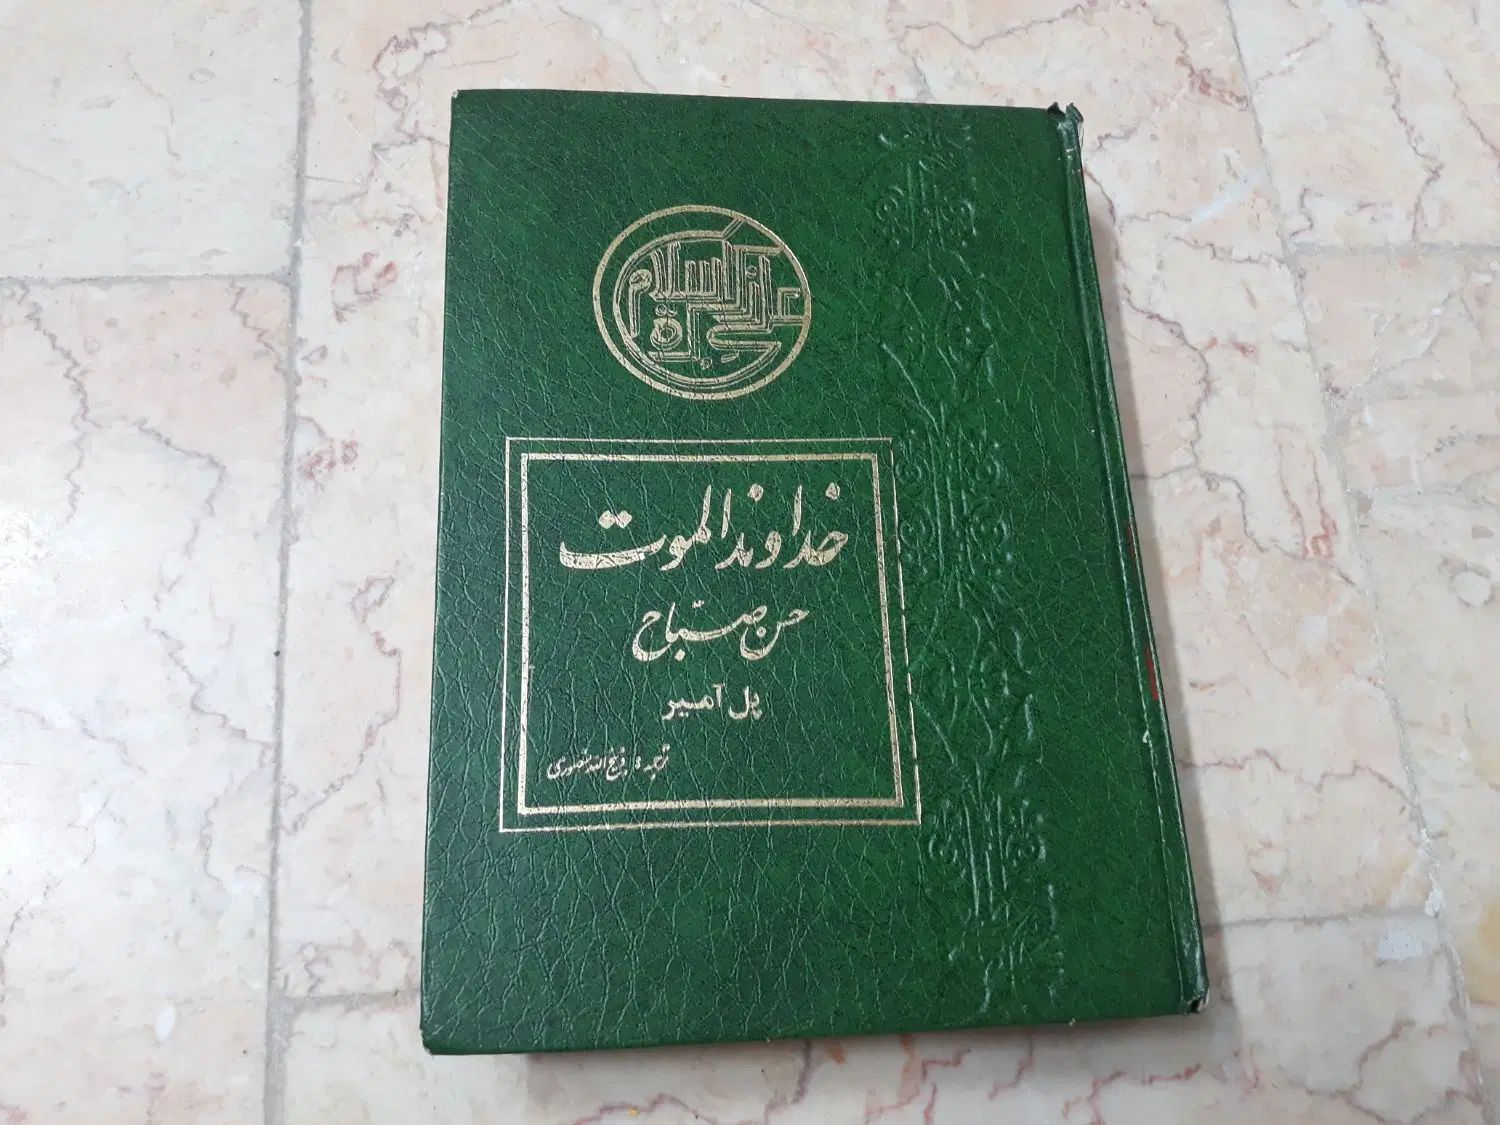 خداوند الموت
حسن صباح
پل آمیر
ترجمه: ذبیح الله منصوری